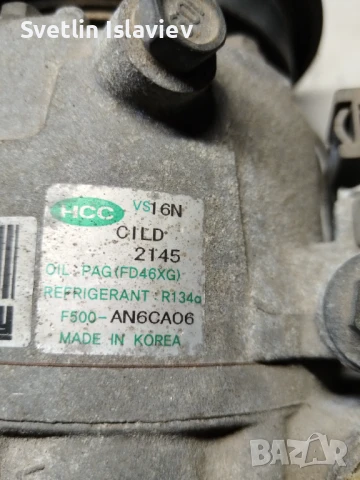 Svetlin Islaviev
HCC VS16N
CILD
2145
OIL:PAG(FD46XG)
REFRIGERANT:R134a
F500-AN6CA06
MADE IN KOREA
BAZAR